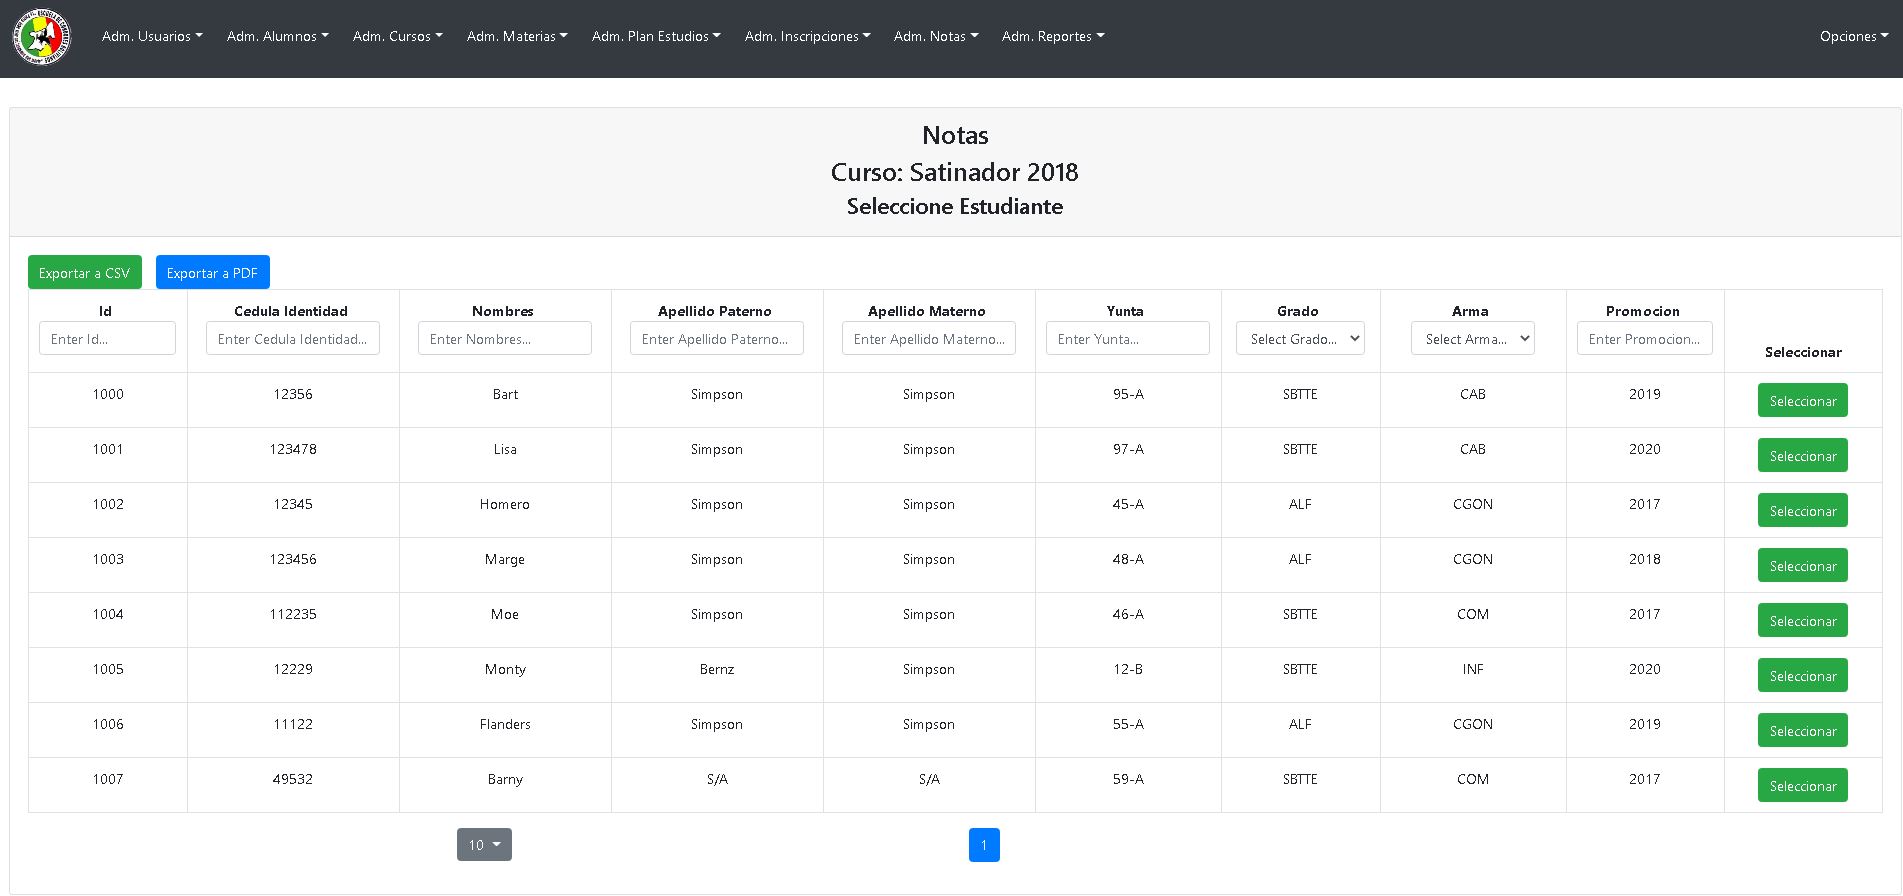 Adm. Usuarios Adm. Alumnos Adm. Cursos Adm. Materias Adm. Plan Estudios Adm. Inscripciones Adm. Notas Adm. Reportes Opciones
Notas
Curso: Satinador 2018
Seleccione Estudiante
Exportar a CSV Exportar a PDF
Id Cedula Identidad Nombres Apellido Paterno Apellido Materno Yunta Grado Arma Promocion
Enter Id... Enter Cedula Identidad... Enter Nombres... Enter Apellido Paterno... Enter Apellido Materno... Enter Yunta... Select Grado... Select Arma... Enter Promocion...
Seleccionar
1000 12356 Bart Simpson Simpson 95-A SBTTE CAB 2019 Seleccionar
1001 123478 Lisa Simpson Simpson 97-A SBTTE CAB 2020 Seleccionar
1002 12345 Homero Simpson Simpson 45-A ALF CGON 2017 Seleccionar
1003 123456 Marge Simpson Simpson 48-A ALF CGON 2018 Seleccionar
1004 112235 Moe Simpson Simpson 46-A SBTTE COM 2017 Seleccionar
1005 12229 Monty Bernz Simpson 12-B SBTTE INF 2020 Seleccionar
1006 11122 Flanders Simpson Simpson 55-A ALF CGON 2019 Seleccionar
1007 49532 Barny S/A S/A 59-A SBTTE COM 2017 Seleccionar
10 1